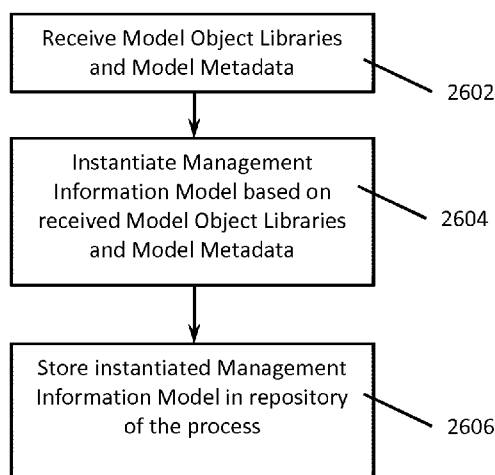 Receive Model Object Libraries
and Model Metadata
2602
Instantiate Management
Information Model based on
received Model Object Libraries
and Model Metadata
2604
Store instantiated Management
Information Model in repository
of the process
2606